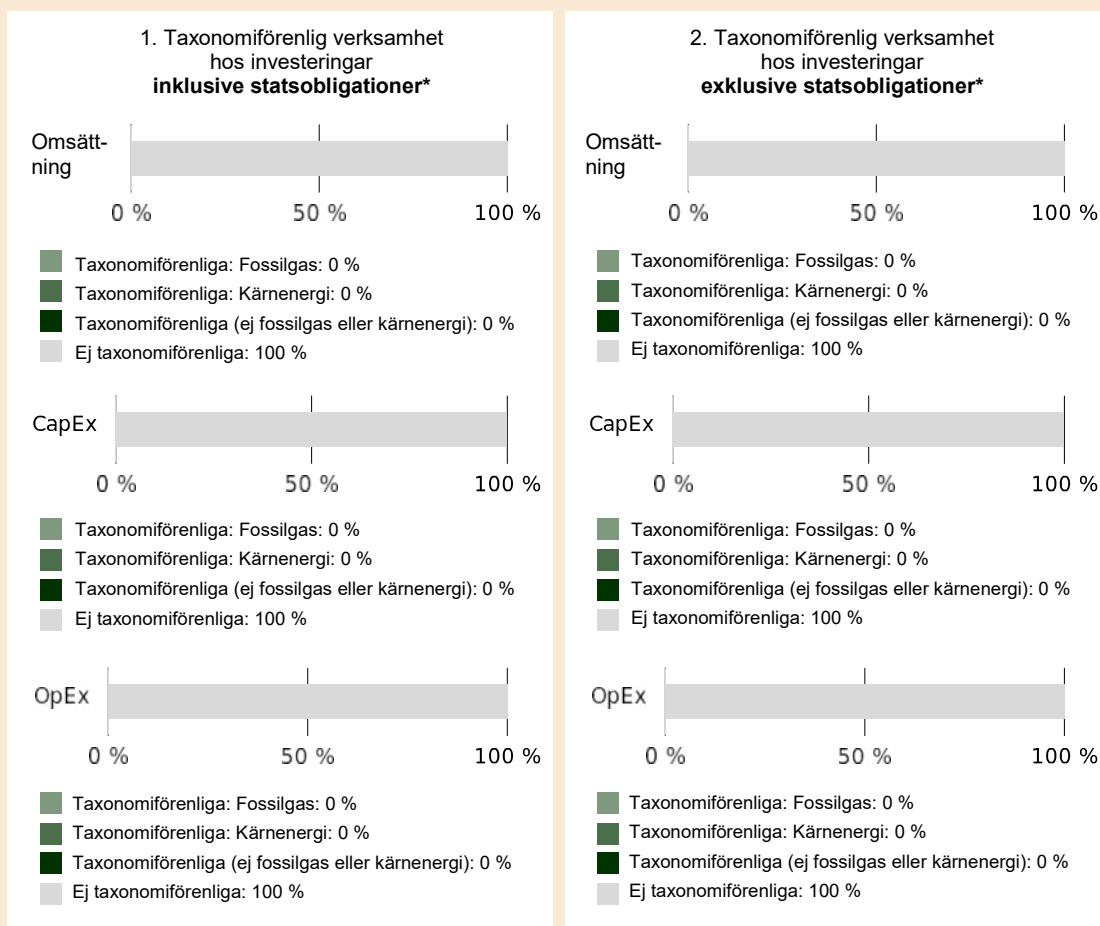 1. Taxonomiförenlig verksamhet
hos investeringar
inklusive statsobligationer*
Omsätt-
ning
0 % 50 % 100 %
Taxonomiförenliga: Fossilgas: 0 %
Taxonomiförenliga: Kärnenergi: 0 %
Taxonomiförenliga (ej fossilgas eller kärnenergi): 0 %
Ej taxonomiförenliga: 100 %
CapEx
0 % 50 % 100 %
Taxonomiförenliga: Fossilgas: 0 %
Taxonomiförenliga: Kärnenergi: 0 %
Taxonomiförenliga (ej fossilgas eller kärnenergi): 0 %
Ej taxonomiförenliga: 100 %
OpEx
0 % 50 % 100 %
Taxonomiförenliga: Fossilgas: 0 %
Taxonomiförenliga: Kärnenergi: 0 %
Taxonomiförenliga (ej fossilgas eller kärnenergi): 0 %
Ej taxonomiförenliga: 100 %
2. Taxonomiförenlig verksamhet
hos investeringar
exklusive statsobligationer*
Omsätt-
ning
0 % 50 % 100 %
Taxonomiförenliga: Fossilgas: 0 %
Taxonomiförenliga: Kärnenergi: 0 %
Taxonomiförenliga (ej fossilgas eller kärnenergi): 0 %
Ej taxonomiförenliga: 100 %
CapEx
0 % 50 % 100 %
Taxonomiförenliga: Fossilgas: 0 %
Taxonomiförenliga: Kärnenergi: 0 %
Taxonomiförenliga (ej fossilgas eller kärnenergi): 0 %
Ej taxonomiförenliga: 100 %
OpEx
0 % 50 % 100 %
Taxonomiförenliga: Fossilgas: 0 %
Taxonomiförenliga: Kärnenergi: 0 %
Taxonomiförenliga (ej fossilgas eller kärnenergi): 0 %
Ej taxonomiförenliga: 100 %